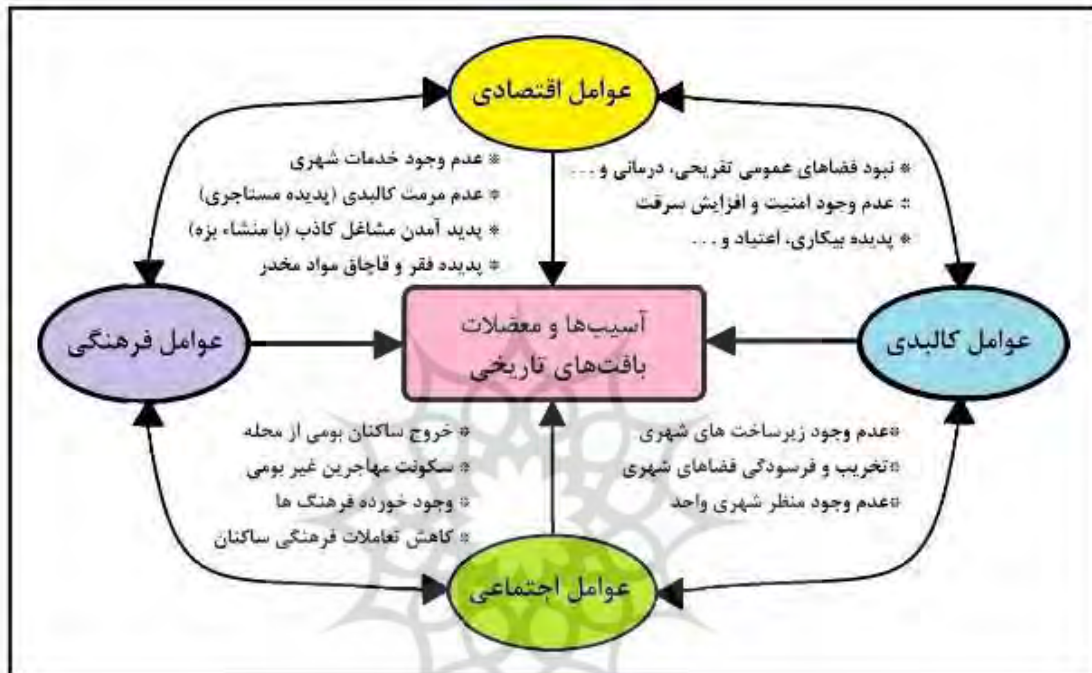 عوامل اقتصادی
* نبود فضاهای عمومی تفریحی، درمانی و ...
* عدم وجود امنیت و افزایش سرقت
* پدیده بیکاری، اعتیاد و ...
* عدم وجود خدمات شهری
* عدم مرمت کالبدی (پدیده مستاجری)
* پدید آمدن مشاغل کاذب (با منشاء بزه)
* پدیده فقر و قاچاق مواد مخدر
عوامل کالبدی
آسیب‌ها و معضلات
بافت‌های تاریخی
عوامل فرهنگی
*عدم وجود زیرساخت های شهری
*تخریب و فرسودگی فضاهای شهری
*عدم وجود منظر شهری واحد
* خروج ساکنان بومی از محله
* سکونت مهاجرین غیر بومی
* وجود خورده فرهنگ ها
* کاهش تعاملات فرهنگی ساکنان
عوامل اجتماعی